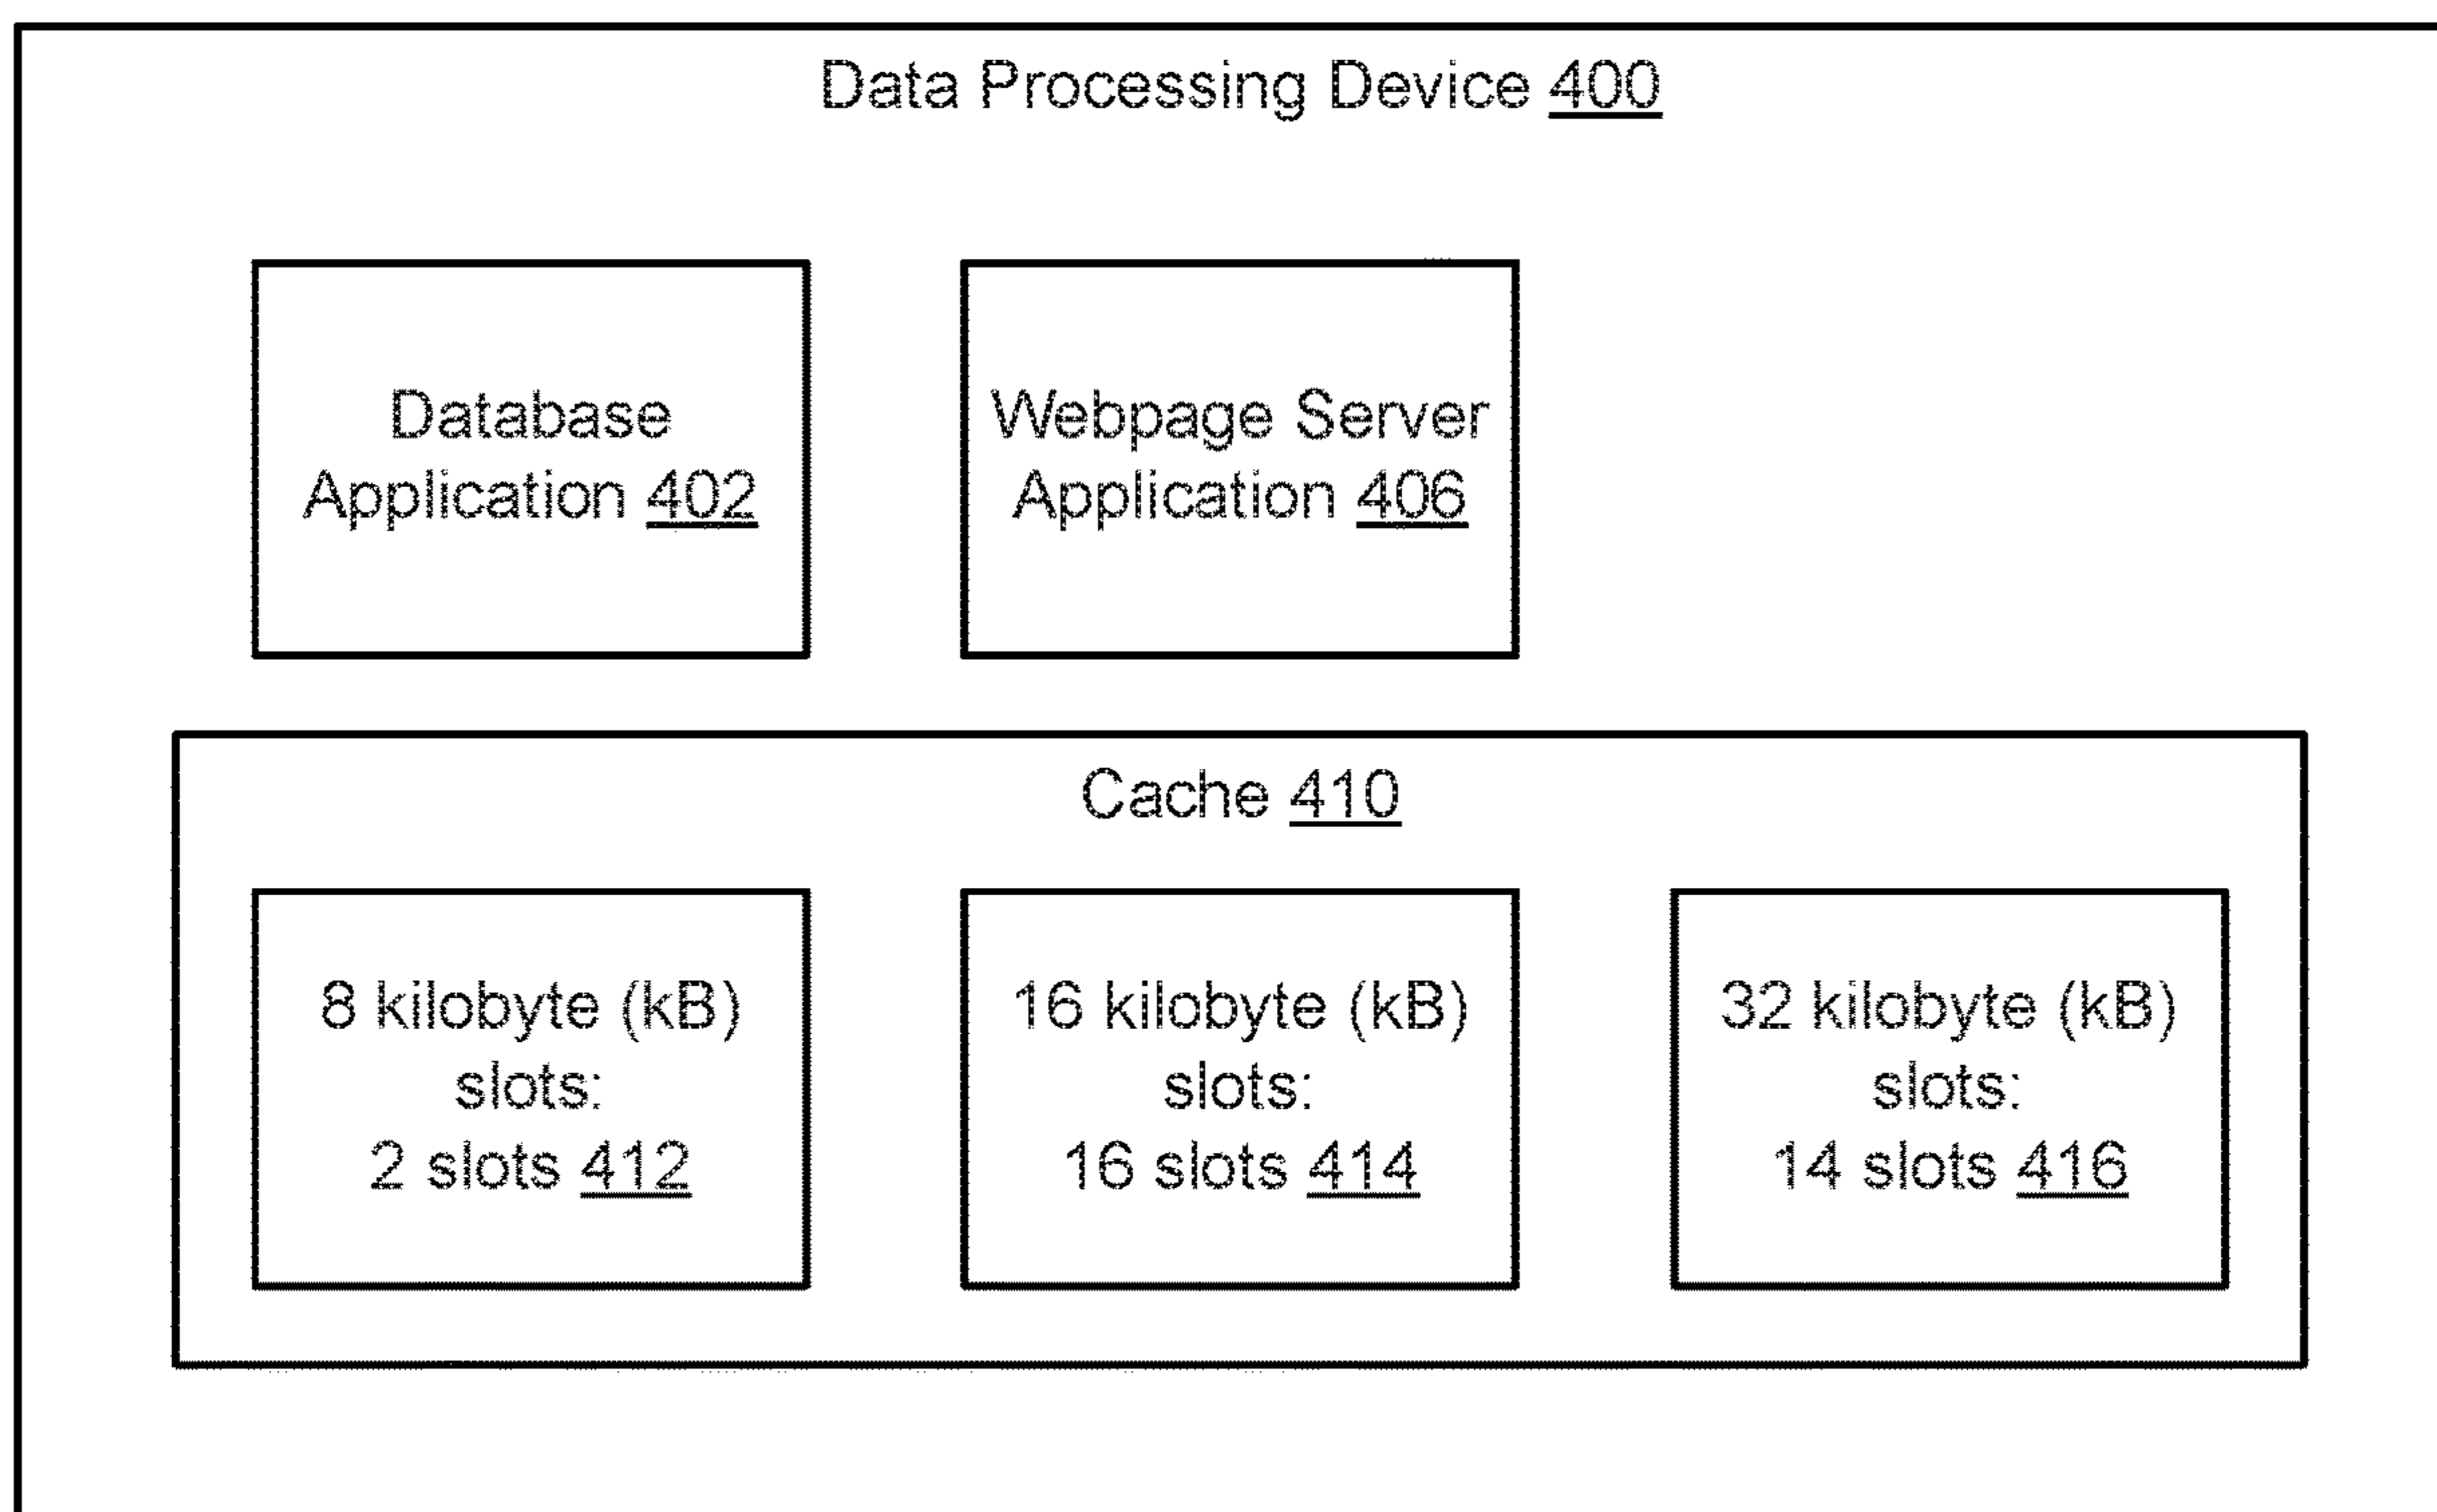 Data Processing Device 400
Database
Application 402
Webpage Server
Application 406
Cache 410
8 kilobyte (kB)
slots:
2 slots 412
16 kilobyte (kB)
slots:
16 slots 414
32 kilobyte (kB)
slots:
14 slots 416